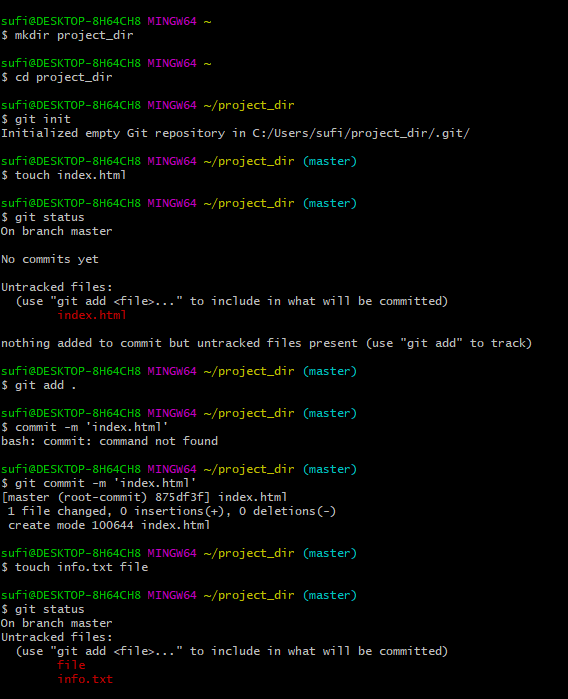 sufi@DESKTOP-8H64CH8 MINGW64 ~
$ mkdir project_dir
sufi@DESKTOP-8H64CH8 MINGW64 ~
$ cd project_dir
sufi@DESKTOP-8H64CH8 MINGW64 ~/project_dir
$ git init
Initialized empty Git repository in C:/Users/sufi/project_dir/.git/
sufi@DESKTOP-8H64CH8 MINGW64 ~/project_dir (master)
$ touch index.html
sufi@DESKTOP-8H64CH8 MINGW64 ~/project_dir (master)
$ git status
On branch master
No commits yet
Untracked files:
  (use "git add <file>..." to include in what will be committed)
        index.html
nothing added to commit but untracked files present (use "git add" to track)
sufi@DESKTOP-8H64CH8 MINGW64 ~/project_dir (master)
$ git add .
sufi@DESKTOP-8H64CH8 MINGW64 ~/project_dir (master)
$ commit -m 'index.html'
bash: commit: command not found
sufi@DESKTOP-8H64CH8 MINGW64 ~/project_dir (master)
$ git commit -m 'index.html'
[master (root-commit) 875df3f] index.html
 1 file changed, 0 insertions(+), 0 deletions(-)
 create mode 100644 index.html
sufi@DESKTOP-8H64CH8 MINGW64 ~/project_dir (master)
$ touch info.txt file
sufi@DESKTOP-8H64CH8 MINGW64 ~/project_dir (master)
$ git status
On branch master
Untracked files:
  (use "git add <file>..." to include in what will be committed)
        file
        info.txt